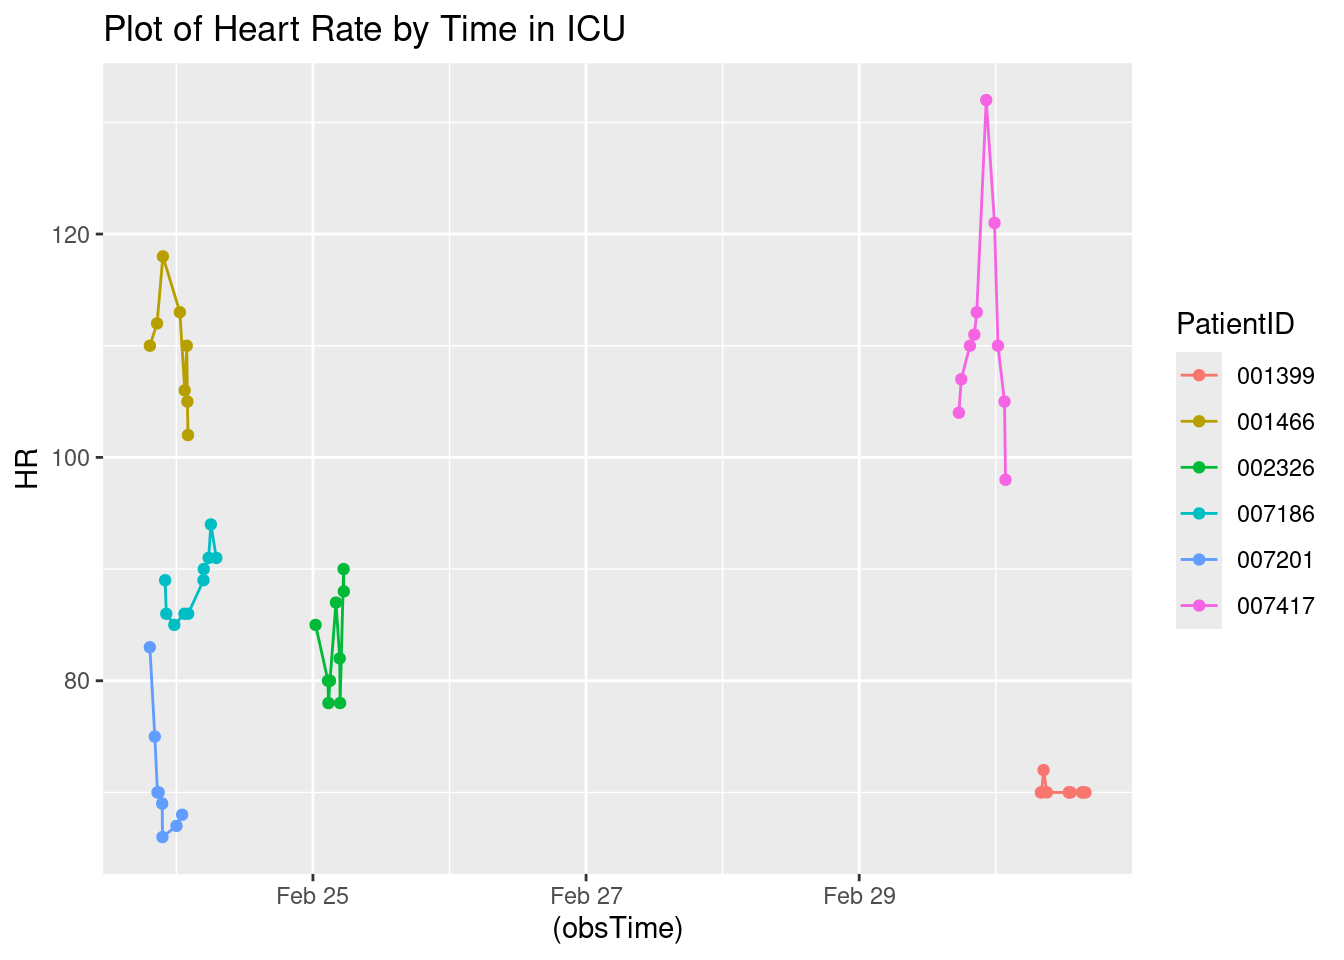 Plot of Heart Rate by Time in ICU
HR
120
100
80
Feb 25
Feb 27
Feb 29
(obsTime)
PatientID
001399
001466
002326
007186
007201
007417